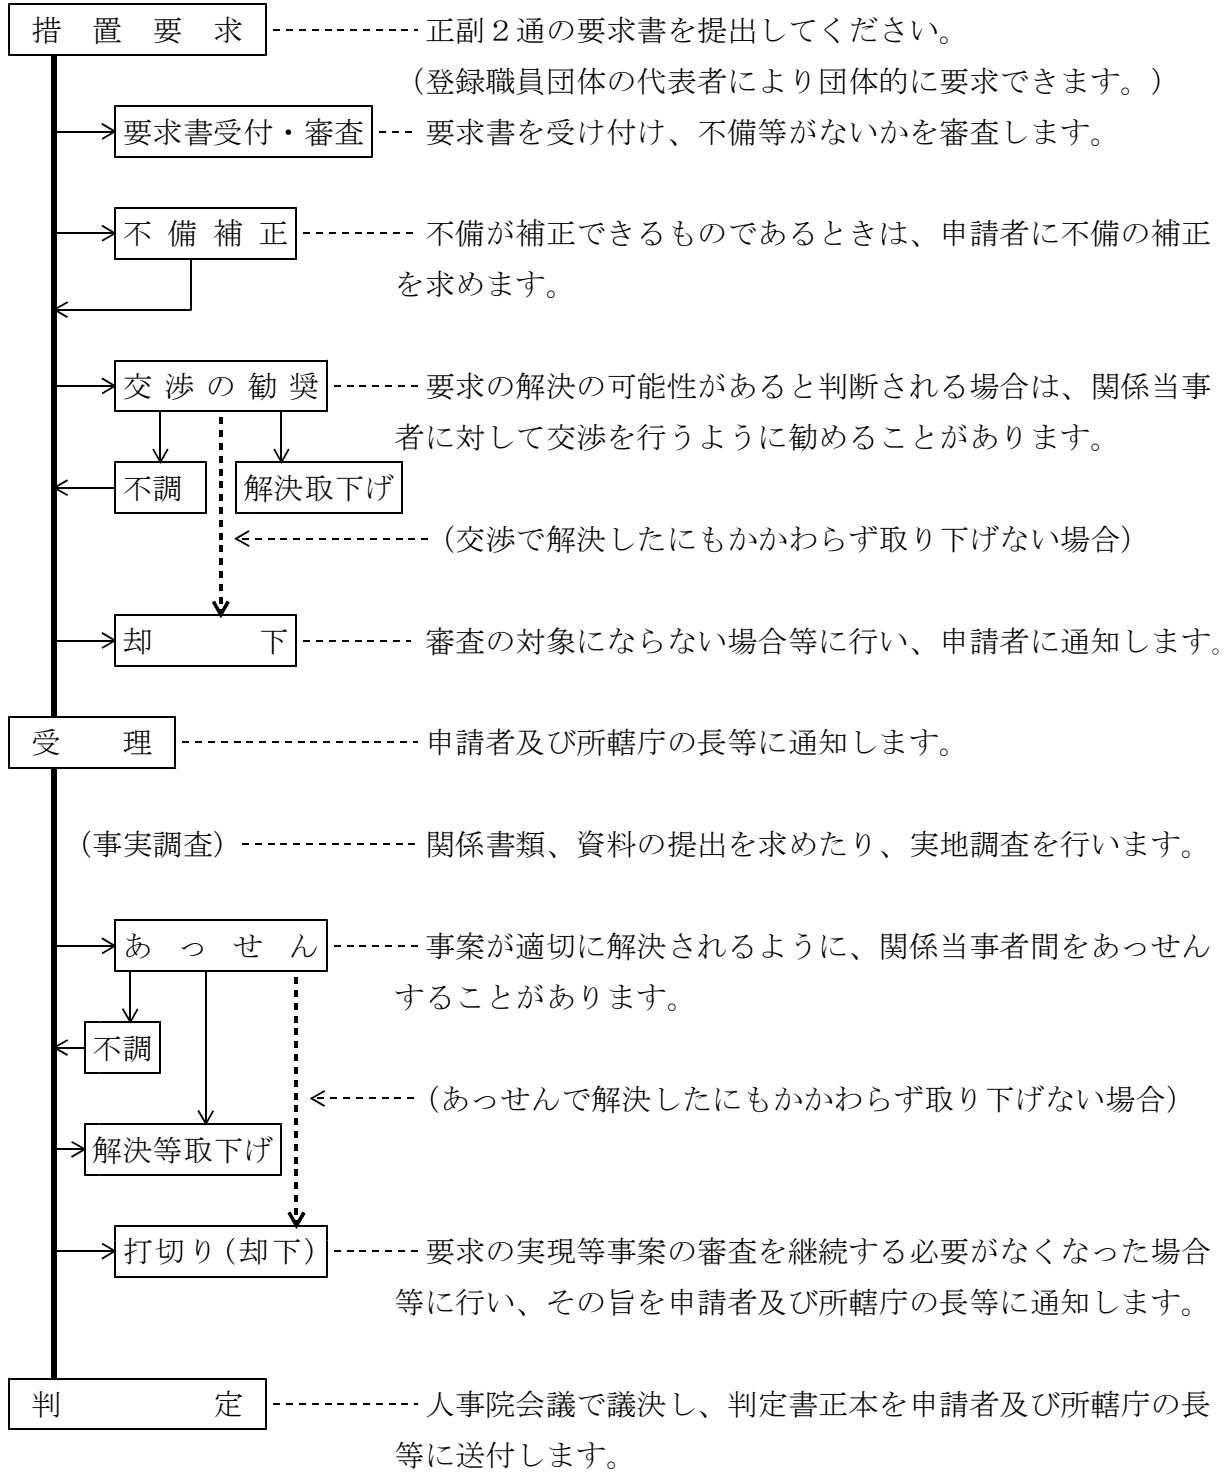 措置要求 正副２通の要求書を提出してください。
（登録職員団体の代表者により団体的に要求できます。）
要求書受付・審査 要求書を受け付け、不備等がないかを審査します。
不備補正 不備が補正できるものであるときは、申請者に不備の補正
を求めます。
交渉の勧奨 要求の解決の可能性があると判断される場合は、関係当事
者に対して交渉を行うように勧めることがあります。
不調 解決取下げ
（交渉で解決したにもかかわらず取り下げない場合）
却下 審査の対象にならない場合等に行い、申請者に通知します。
受理 申請者及び所轄庁の長等に通知します。
（事実調査） 関係書類、資料の提出を求めたり、実地調査を行います。
あっせん 事案が適切に解決されるように、関係当事者間をあっせん
することがあります。
不調
（あっせんで解決したにもかかわらず取り下げない場合）
解決等取下げ
打切り（却下） 要求の実現等事案の審査を継続する必要がなくなった場合
等に行い、その旨を申請者及び所轄庁の長等に通知します。
判定 人事院会議で議決し、判定書正本を申請者及び所轄庁の長
等に送付します。